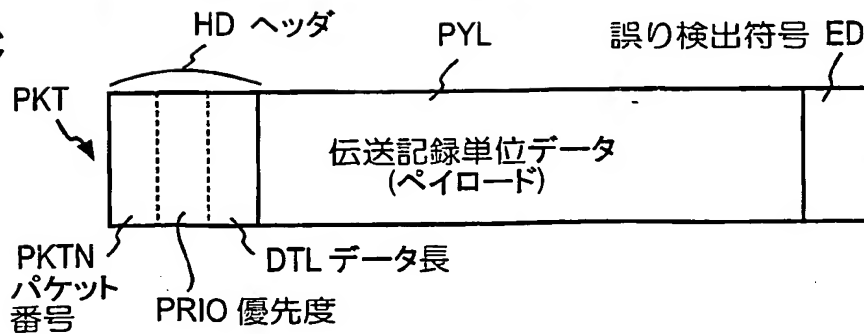 HD ヘッダ
PYL
誤り検出符号 ED
PKT
伝送記録単位データ
(ペイロード)
PKTN
パケット
番号
PRIO 優先度
DTL データ長